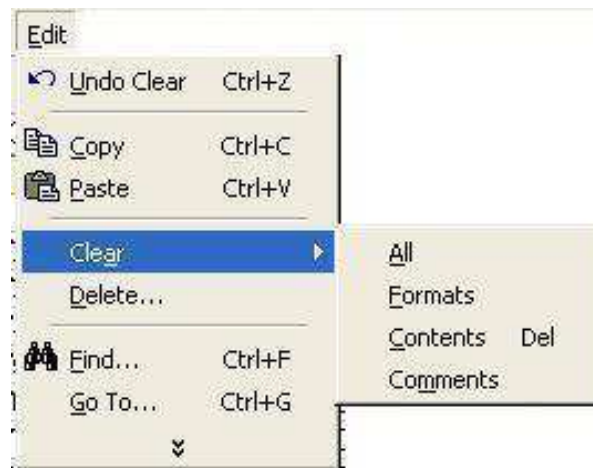 Edit
Undo Clear Ctrl+Z
Copy Ctrl+C
Paste Ctrl+V
Clear All
Delete... Formats
Contents Del
Find... Ctrl+F Comments
Go To... Ctrl+G